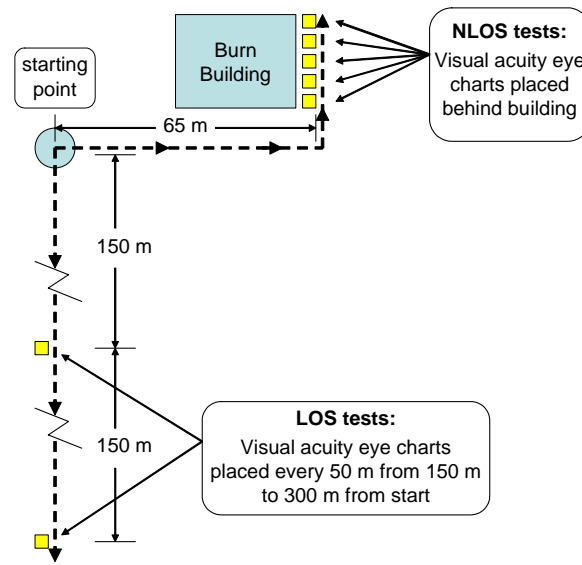 starting
point
Burn
Building
NLOS tests:
Visual acuity eye
charts placed
behind building
65 m
150 m
150 m
LOS tests:
Visual acuity eye charts
placed every 50 m from 150 m
to 300 m from start